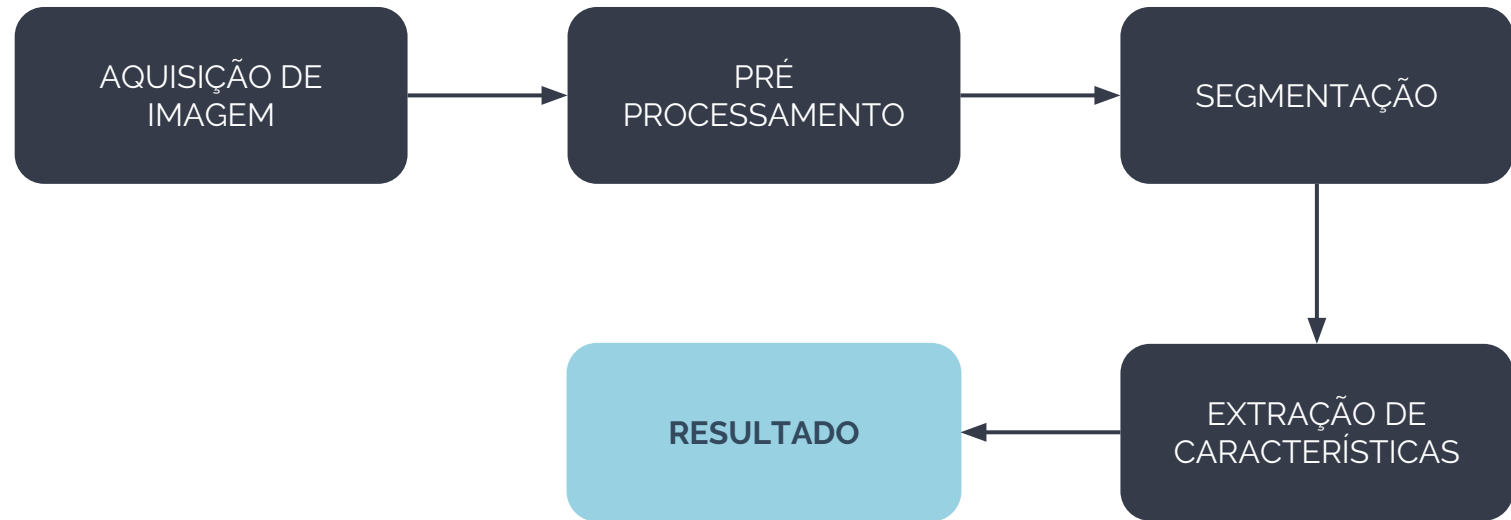 AQUISIÇÃO DE
IMAGEM
PRÉ
PROCESSAMENTO
SEGMENTAÇÃO
EXTRAÇÃO DE
CARACTERÍSTICAS
RESULTADO